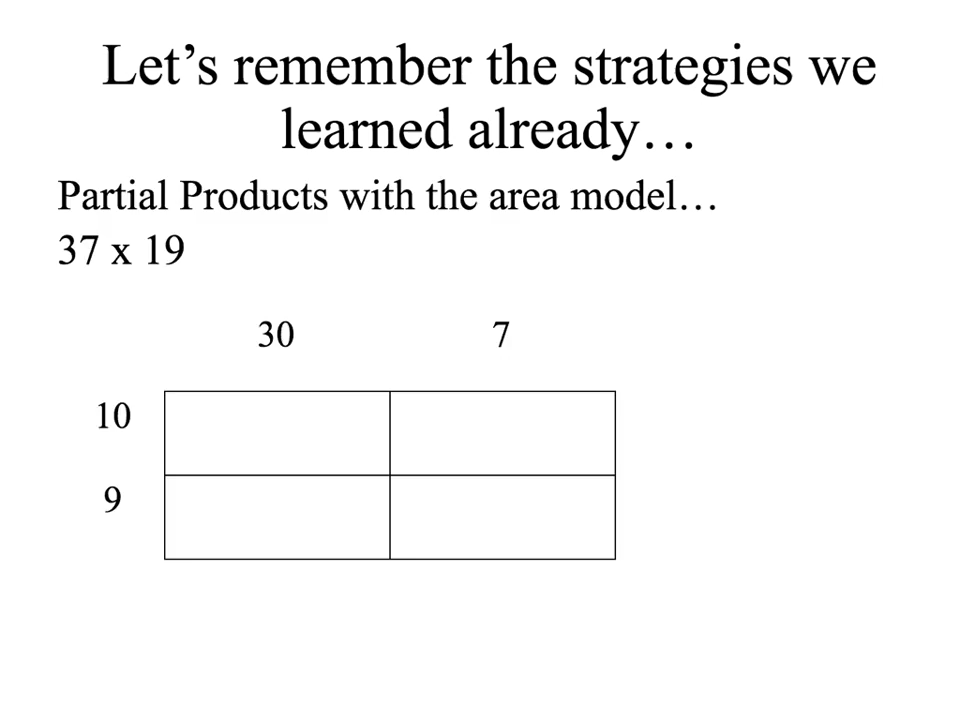 Let’s remember the strategies we
learned already…
Partial Products with the area model…
37 x 19
30 7
10
9